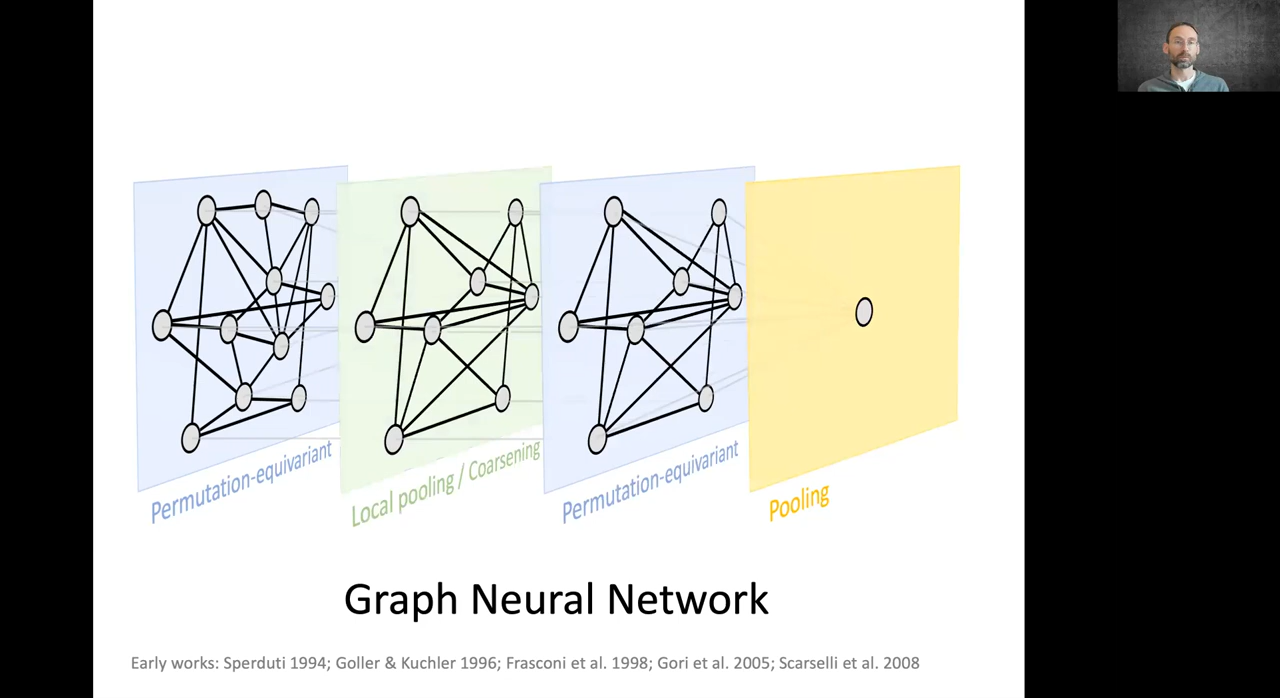 Permutation-equivariant
Local pooling / Coarsening
Permutation-equivariant
Pooling
Graph Neural Network
Early works: Sperduti 1994; Goller & Kuchler 1996; Frasconi et al. 1998; Gori et al. 2005; Scarselli et al. 2008